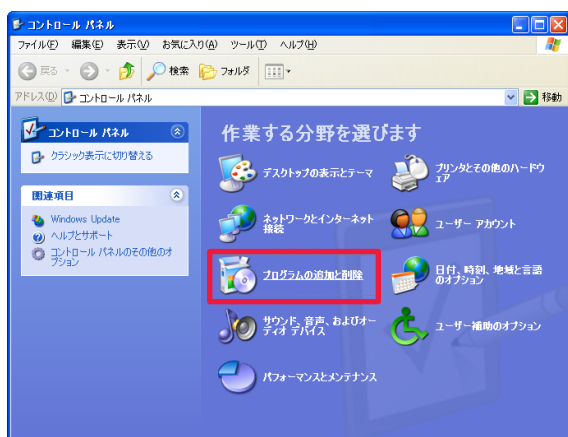 コントロール パネル
ファイル(F) 編集(E) 表示(V) お気に入り(A) ツール(T) ヘルプ(H)
戻る 検索 フォルダ
アドレス(D) コントロール パネル 移動
コントロール パネル
クラシック表示に切り替える
関連項目
Windows Update
ヘルプとサポート
コントロール パネルのその他のオ
プション
作業する分野を選びます
デスクトップの表示とテーマ
プリンタとその他のハードウ
ェア
ネットワークとインターネット
接続
ユーザー アカウント
プログラムの追加と削除
日付、時刻、地域と言語
のオプション
サウンド、音声、およびオー
ディオ デバイス
ユーザー補助のオプション
パフォーマンスとメンテナンス